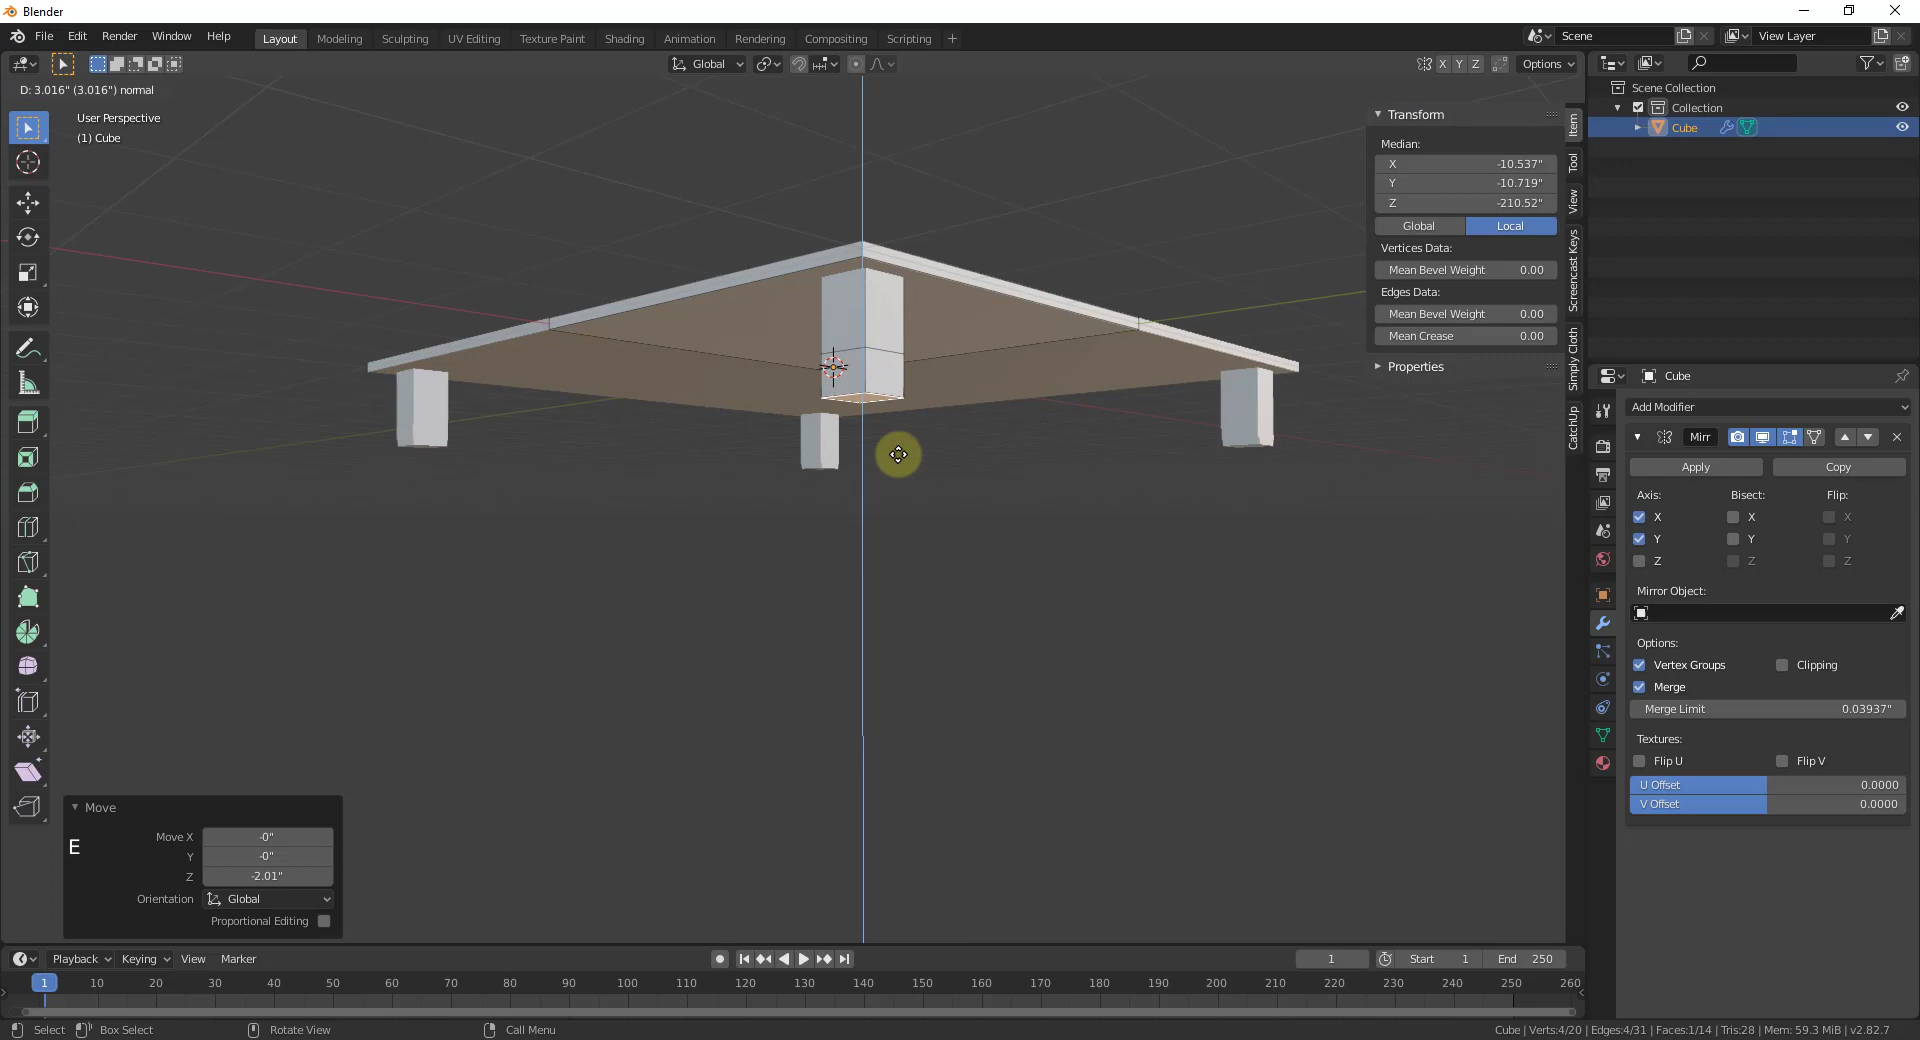 Blender
File Edit Render Window Help Layout Modeling Sculpting UV Editing Texture Paint Shading Animation Rendering Compositing Scripting + Scene View Layer
Global X Y Z Options
D: 3.016" (3.016") normal
User Perspective
(1) Cube
Transform
Median:
X -10.537"
Y -10.719"
Z -210.52"
Global Local
Vertices Data:
Mean Bevel Weight 0.00
Edges Data:
Mean Bevel Weight 0.00
Mean Crease 0.00
Properties
Item
Tool
View
Screencast Keys
Simply Cloth
CatchUp
Scene Collection
Collection
Cube
Cube
Add Modifier
Mirr
Apply Copy
Axis: Bisect: Flip:
X X X
Y Y Y
Z Z Z
Mirror Object:
Options:
Vertex Groups Clipping
Merge
Merge Limit 0.03937"
Textures:
Flip U Flip V
U Offset 0.0000
V Offset 0.0000
Move
Move X -0"
Y -0"
Z -2.01"
Orientation Global
Proportional Editing
E
Playback Keying View Marker 1 Start 1 End 250
1 10 20 30 40 50 60 70 80 90 100 110 120 130 140 150 160 170 180 190 200 210 220 230 240 250 260
Select Box Select Rotate View Call Menu Cube | Verts:4/20 | Edges:4/31 | Faces:1/14 | Tris:28 | Mem: 59.3 MiB | v2.82.7